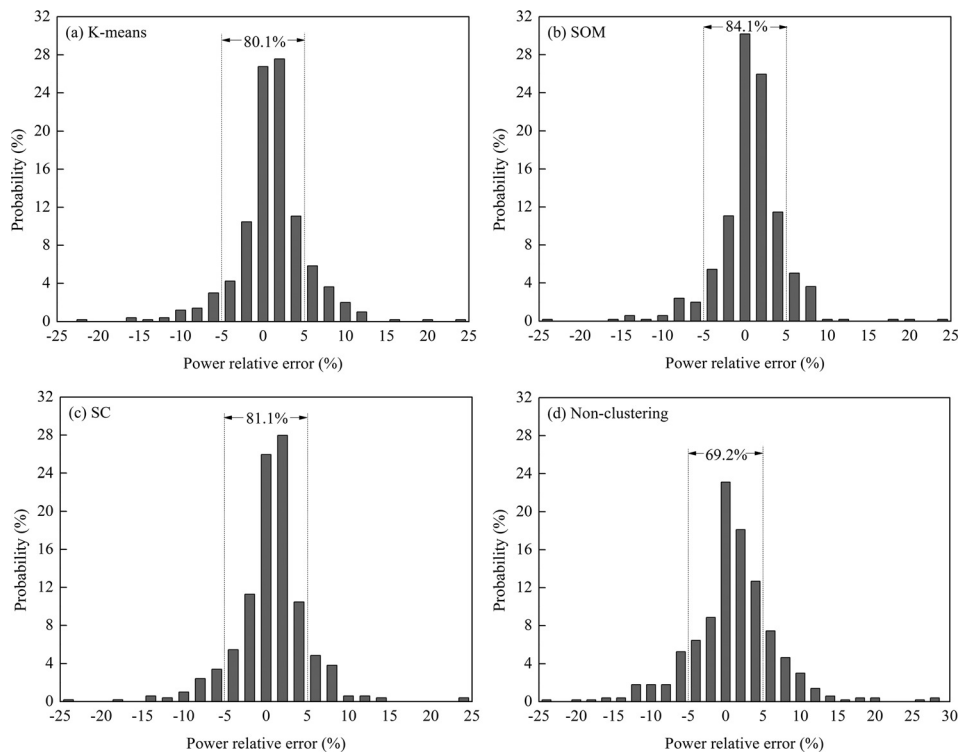 (a) K-means
80.1%
32
28
24
20
16
12
8
4
0
Probability (%)
-25 -20 -15 -10 -5 0 5 10 15 20 25
Power relative error (%)
(b) SOM
84.1%
32
28
24
20
16
12
8
4
0
Probability (%)
-25 -20 -15 -10 -5 0 5 10 15 20 25
Power relative error (%)
(c) SC
81.1%
32
28
24
20
16
12
8
4
0
Probability (%)
-25 -20 -15 -10 -5 0 5 10 15 20 25
Power relative error (%)
(d) Non-clustering
69.2%
32
28
24
20
16
12
8
4
0
Probability (%)
-25 -20 -15 -10 -5 0 5 10 15 20 25 30
Power relative error (%)